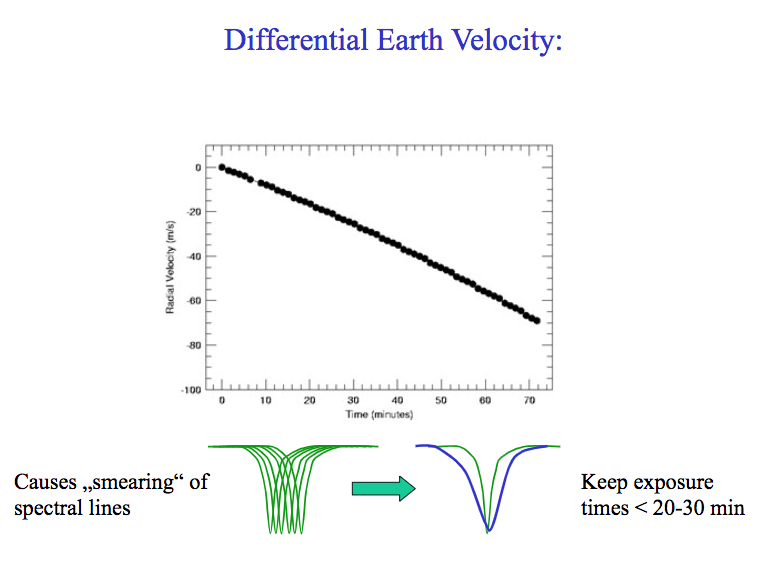 Differential Earth Velocity:
0
-20
-40
-60
-80
-100
Radial Velocity (m/s)
0 10 20 30 40 50 60 70
Time (minutes)
Causes „smearing“ of
spectral lines
Keep exposure
times < 20-30 min